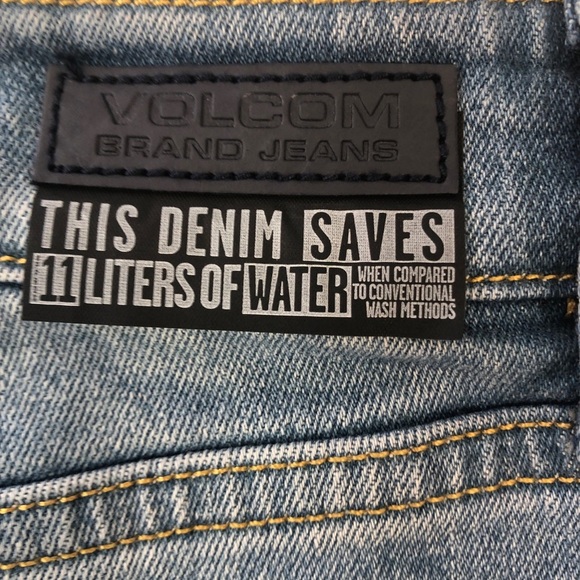 VOLCOM
BRAND JEANS
THIS DENIM SAVES
11 LITERS OF WATER
WHEN COMPARED
TO CONVENTIONAL
WASH METHODS